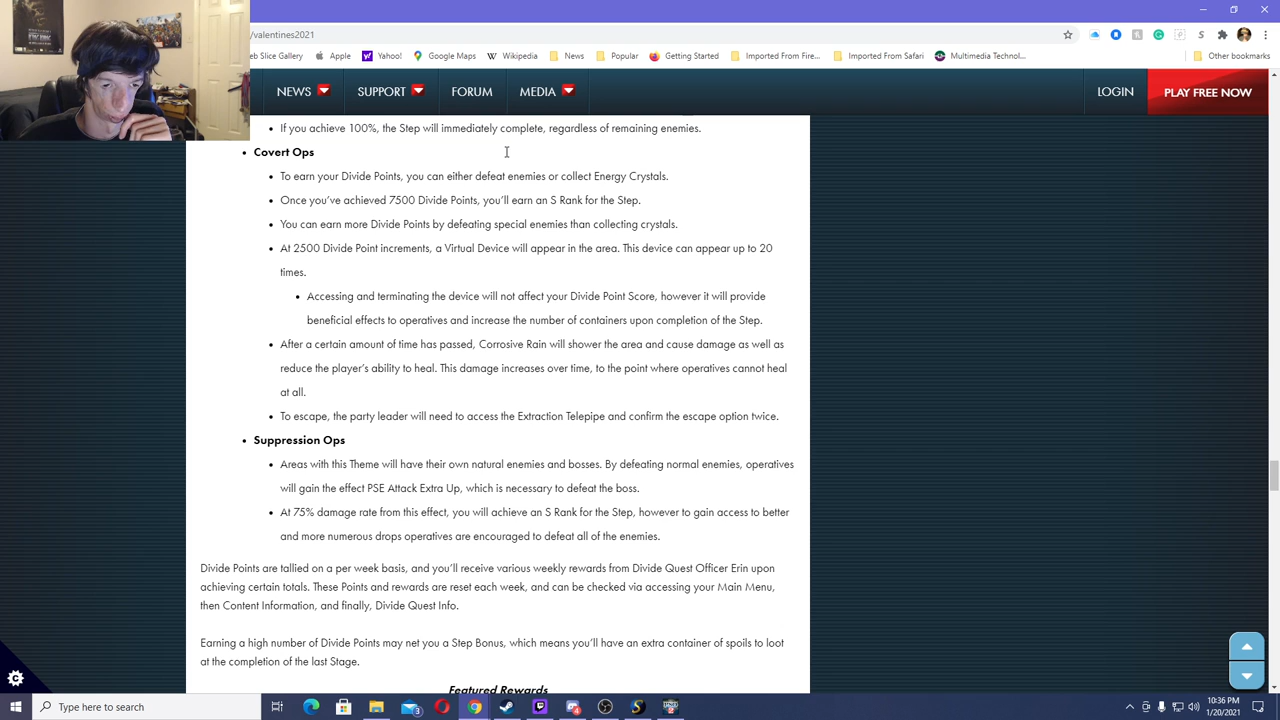 /valentines2021
eb Slice Gallery Apple Yahoo! Google Maps Wikipedia News Popular Getting Started Imported From Fire... Imported From Safari Multimedia Technol... Other bookmarks
NEWS SUPPORT FORUM MEDIA LOGIN PLAY FREE NOW
• If you achieve 100%, the Step will immediately complete, regardless of remaining enemies.
• Covert Ops
• To earn your Divide Points, you can either defeat enemies or collect Energy Crystals.
• Once you've achieved 7500 Divide Points, you'll earn an S Rank for the Step.
• You can earn more Divide Points by defeating special enemies than collecting crystals.
• At 2500 Divide Point increments, a Virtual Device will appear in the area. This device can appear up to 20
times.
• Accessing and terminating the device will not affect your Divide Point Score, however it will provide
beneficial effects to operatives and increase the number of containers upon completion of the Step.
• After a certain amount of time has passed, Corrosive Rain will shower the area and cause damage as well as
reduce the player's ability to heal. This damage increases over time, to the point where operatives cannot heal
at all.
• To escape, the party leader will need to access the Extraction Telepipe and confirm the escape option twice.
• Suppression Ops
• Areas with this Theme will have their own natural enemies and bosses. By defeating normal enemies, operatives
will gain the effect PSE Attack Extra Up, which is necessary to defeat the boss.
• At 75% damage rate from this effect, you will achieve an S Rank for the Step, however to gain access to better
and more numerous drops operatives are encouraged to defeat all of the enemies.
Divide Points are tallied on a per week basis, and you'll receive various weekly rewards from Divide Quest Officer Erin upon
achieving certain totals. These Points and rewards are reset each week, and can be checked via accessing your Main Menu,
then Content Information, and finally, Divide Quest Info.
Earning a high number of Divide Points may net you a Step Bonus, which means you'll have an extra container of spoils to loot
at the completion of the last Stage.
Featured Rewards
Type here to search
10:36 PM
1/20/2021